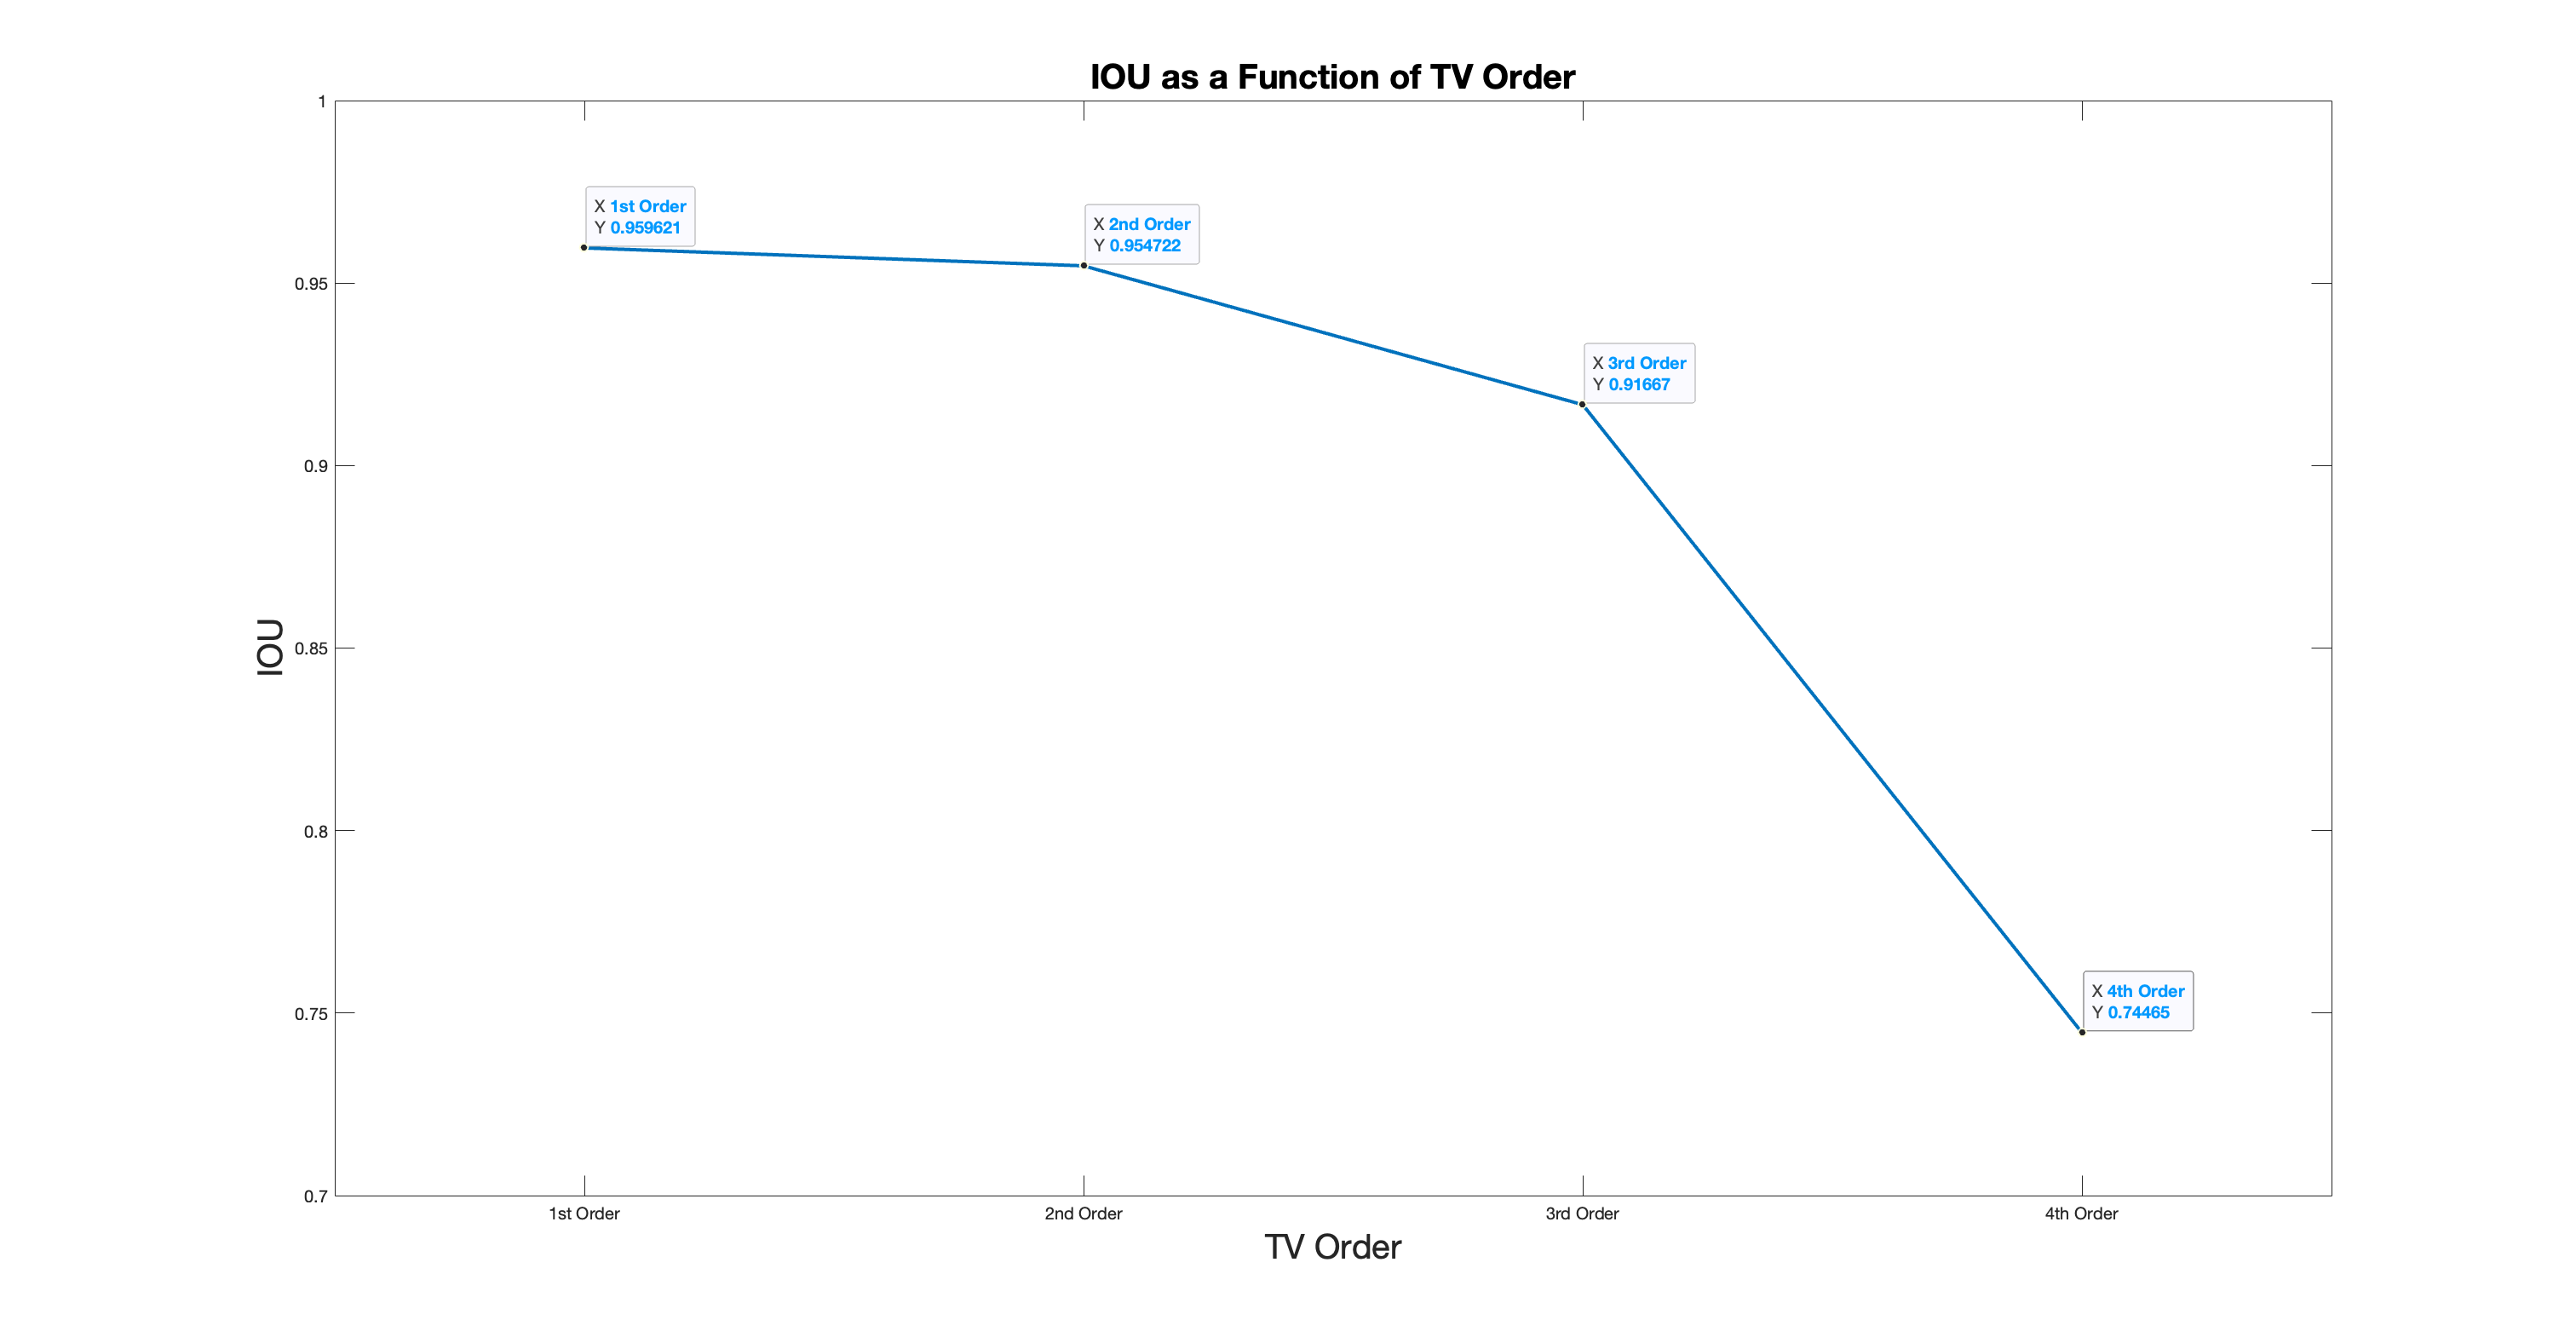 IOU as a Function of TV Order
1
X 1st Order
Y 0.959621
X 2nd Order
Y 0.954722
0.95
X 3rd Order
Y 0.91667
0.9
IOU
0.85
0.8
X 4th Order
Y 0.74465
0.75
0.7
1st Order
2nd Order
3rd Order
4th Order
TV Order